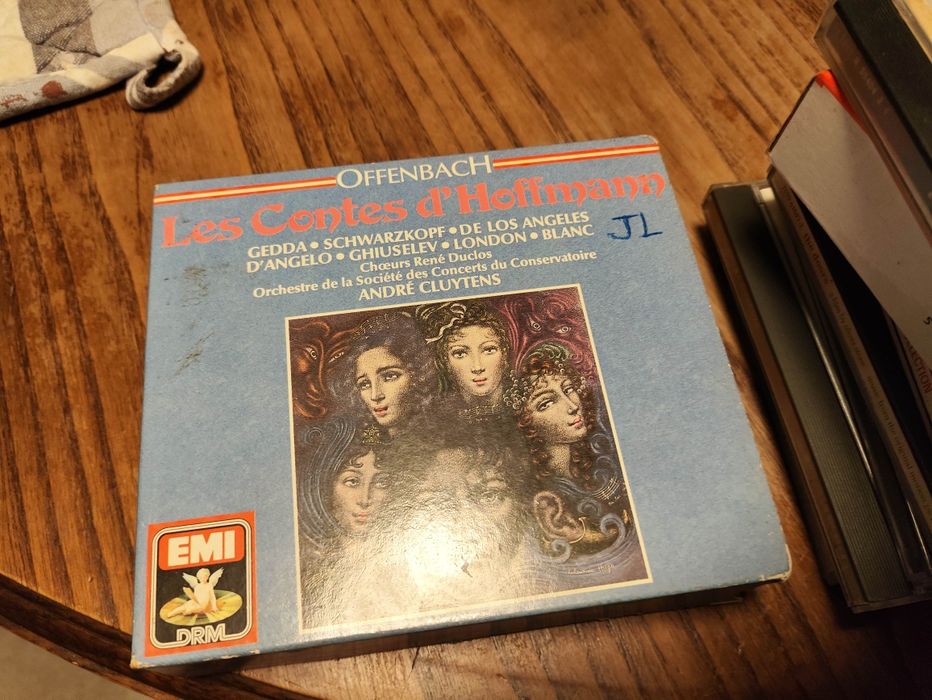 OFFENBACH
Les Contes d'Hoffmann
GEDDA • SCHWARZKOPF • DE LOS ANGELES
D'ANGELO • GHIUSELEV • LONDON • BLANC
JL
Chœurs René Duclos
Orchestre de la Société des Concerts du Conservatoire
ANDRÉ CLUYTENS
EMI
DRM